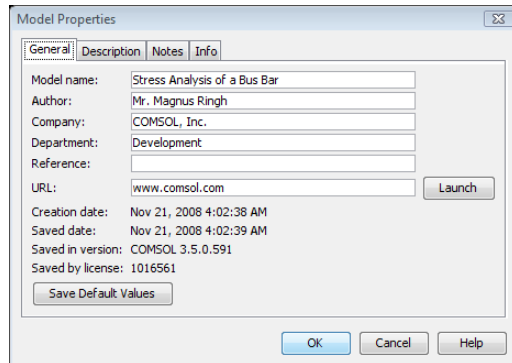 Model Properties
General Description Notes Info
Model name: Stress Analysis of a Bus Bar
Author: Mr. Magnus Ringh
Company: COMSOL, Inc.
Department: Development
Reference:
URL: www.comsol.com Launch
Creation date: Nov 21, 2008 4:02:38 AM
Saved date: Nov 21, 2008 4:02:39 AM
Saved in version: COMSOL 3.5.0.591
Saved by license: 1016561
Save Default Values
OK Cancel Help